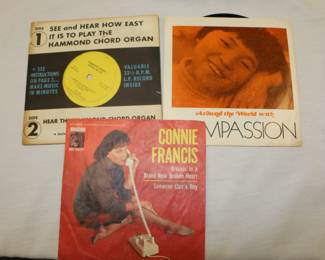 SIDE 1
SEE and HEAR HOW EASY
IT IS TO PLAY THE
HAMMOND CHORD ORGAN
SEE
INSTRUCTIONS
ON PAGE 2..
MAKE MUSIC
IN MINUTES
VALUABLE
33⅓ R.P.M.
L.P. RECORD
INSIDE
SIDE 2
HEAR THE
CHORD ORGAN
Around the World with
MPASSION
CONNIE
FRANCIS
Breakin' In A
Brand New Broken Heart
Someone Else's Boy